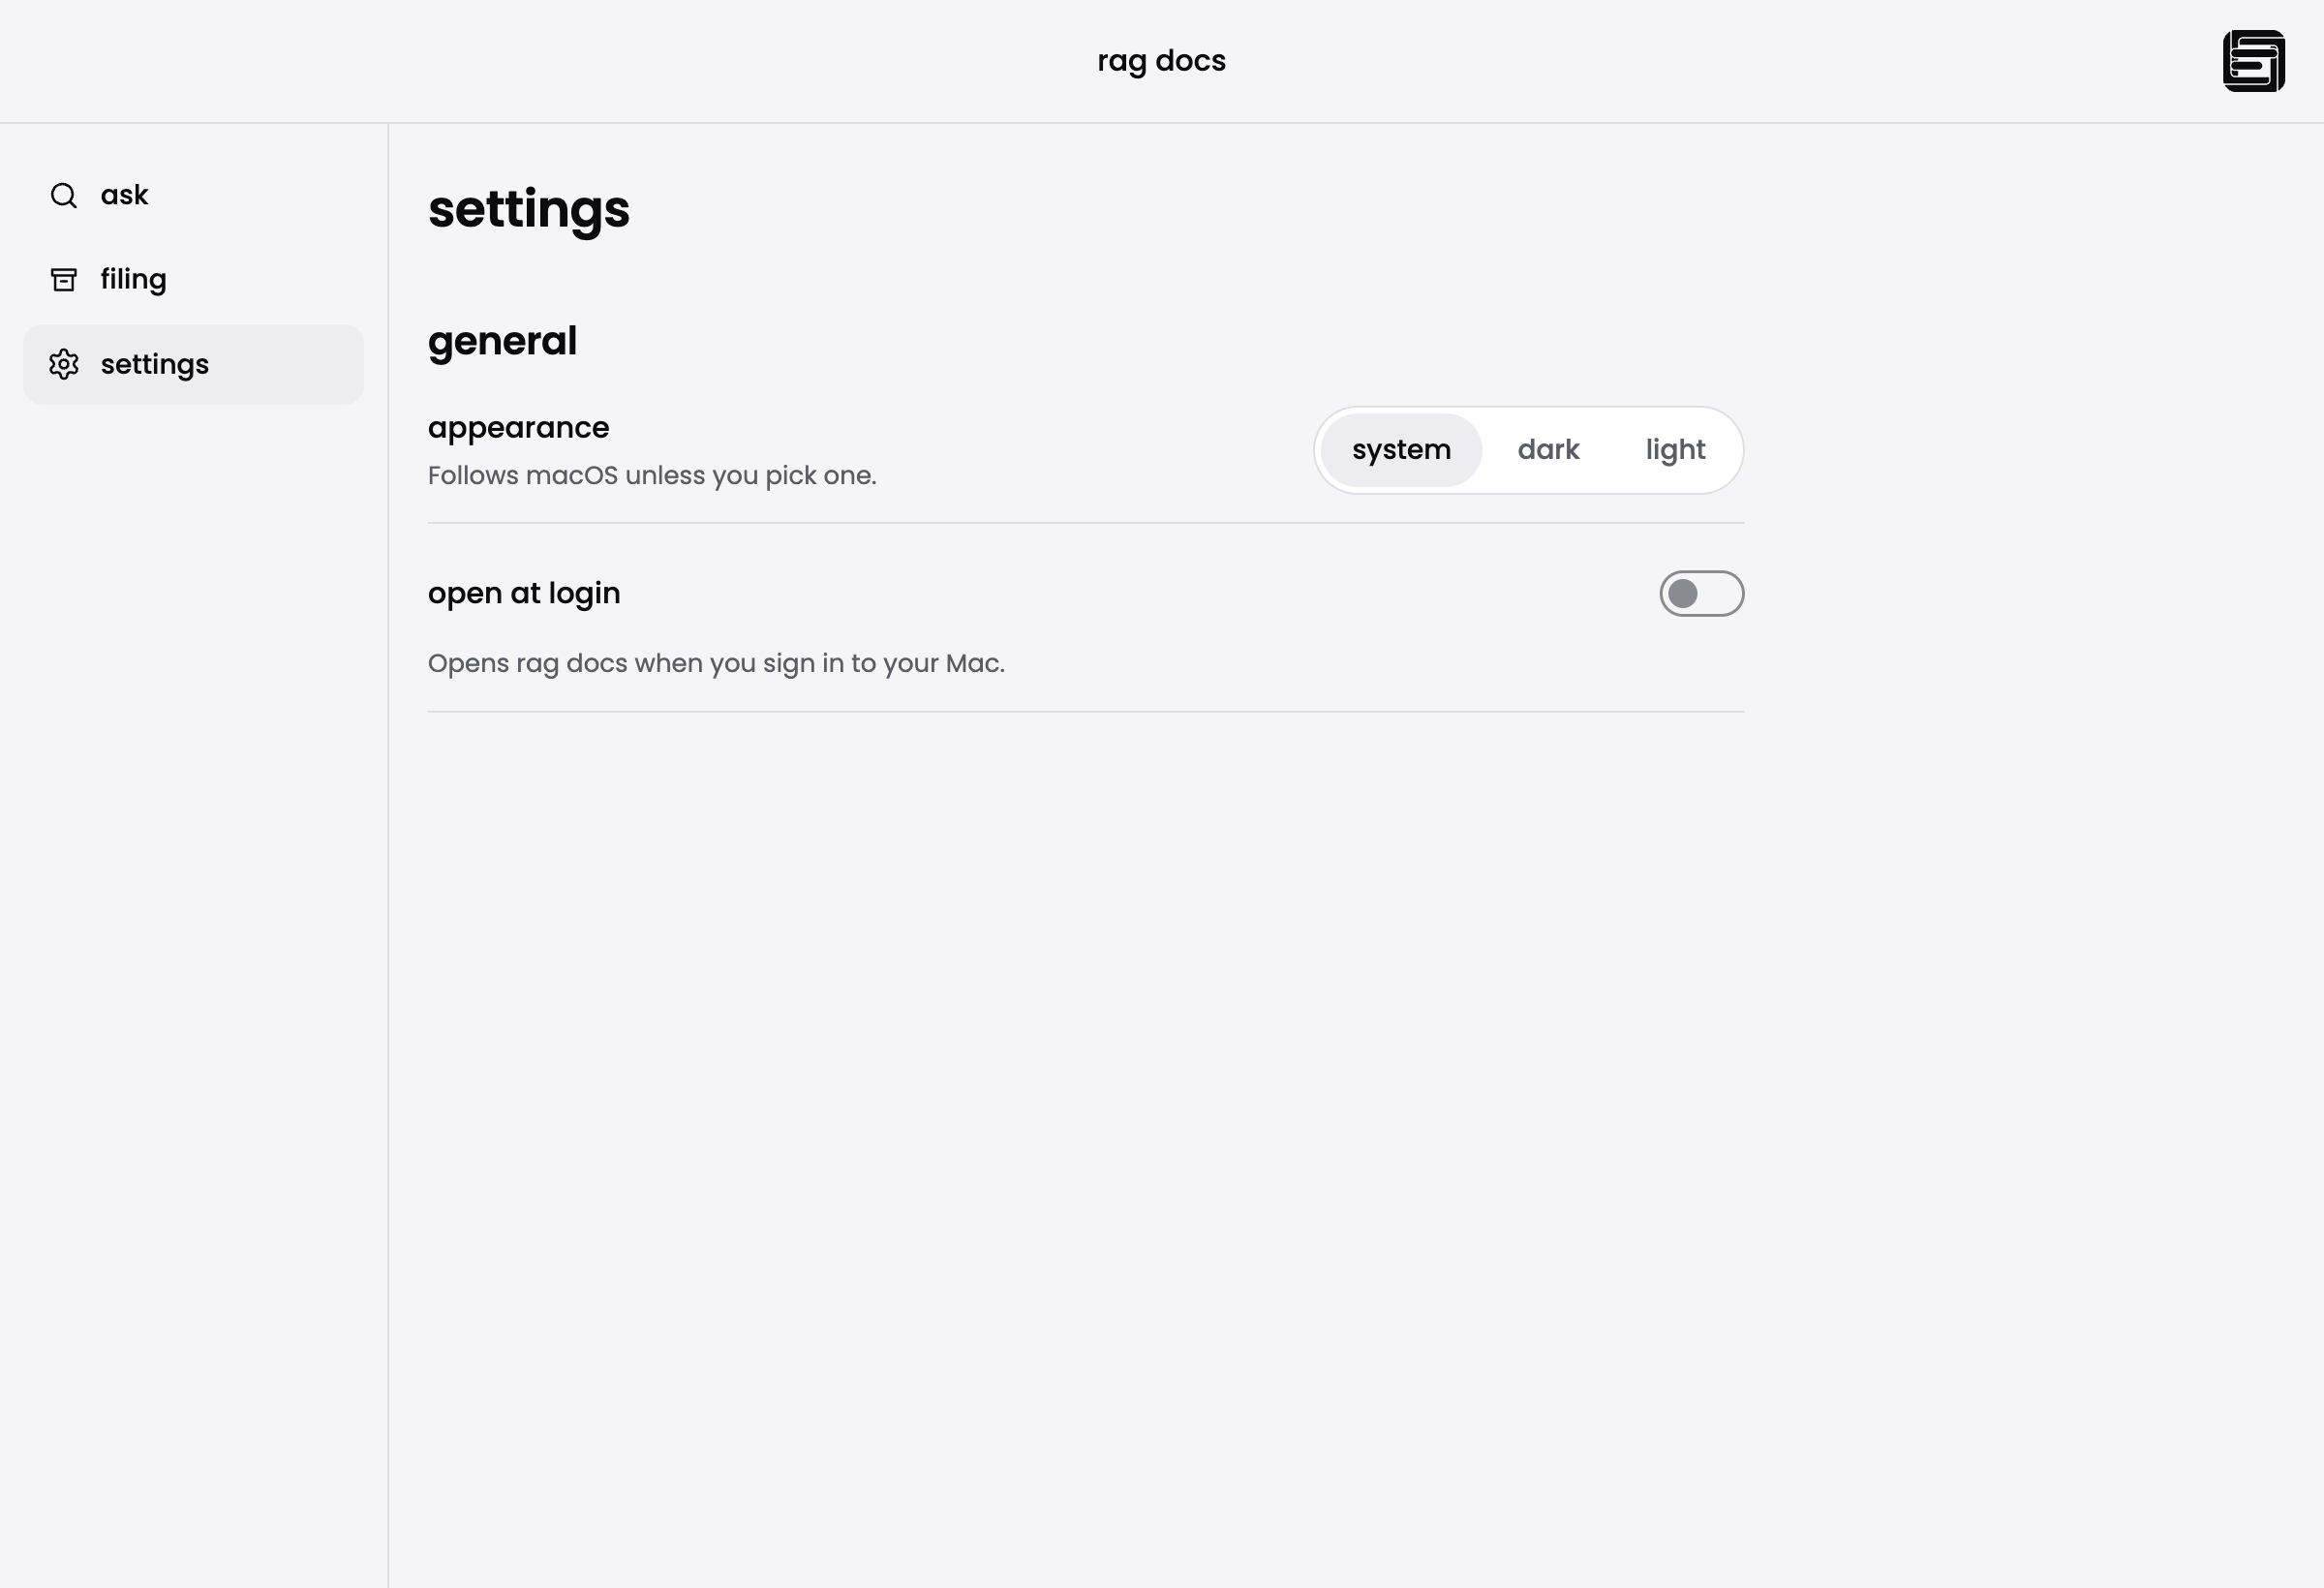 rag docs
ask
filing
settings
settings
general
appearance
Follows macOS unless you pick one.
system dark light
open at login
Opens rag docs when you sign in to your Mac.